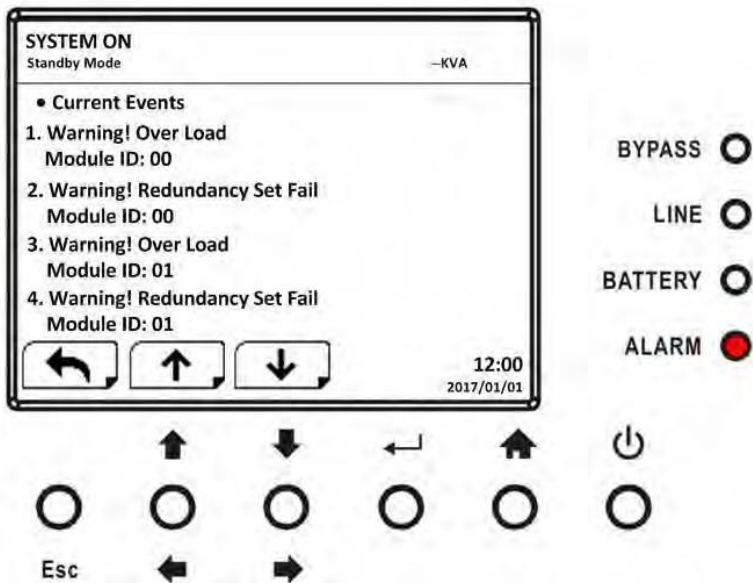 SYSTEM ON
Standby Mode --KVA
• Current Events
1. Warning! Over Load
Module ID: 00
2. Warning! Redundancy Set Fail
Module ID: 00
3. Warning! Over Load
Module ID: 01
4. Warning! Redundancy Set Fail
Module ID: 01
12:00
2017/01/01
BYPASS
LINE
BATTERY
ALARM
Esc